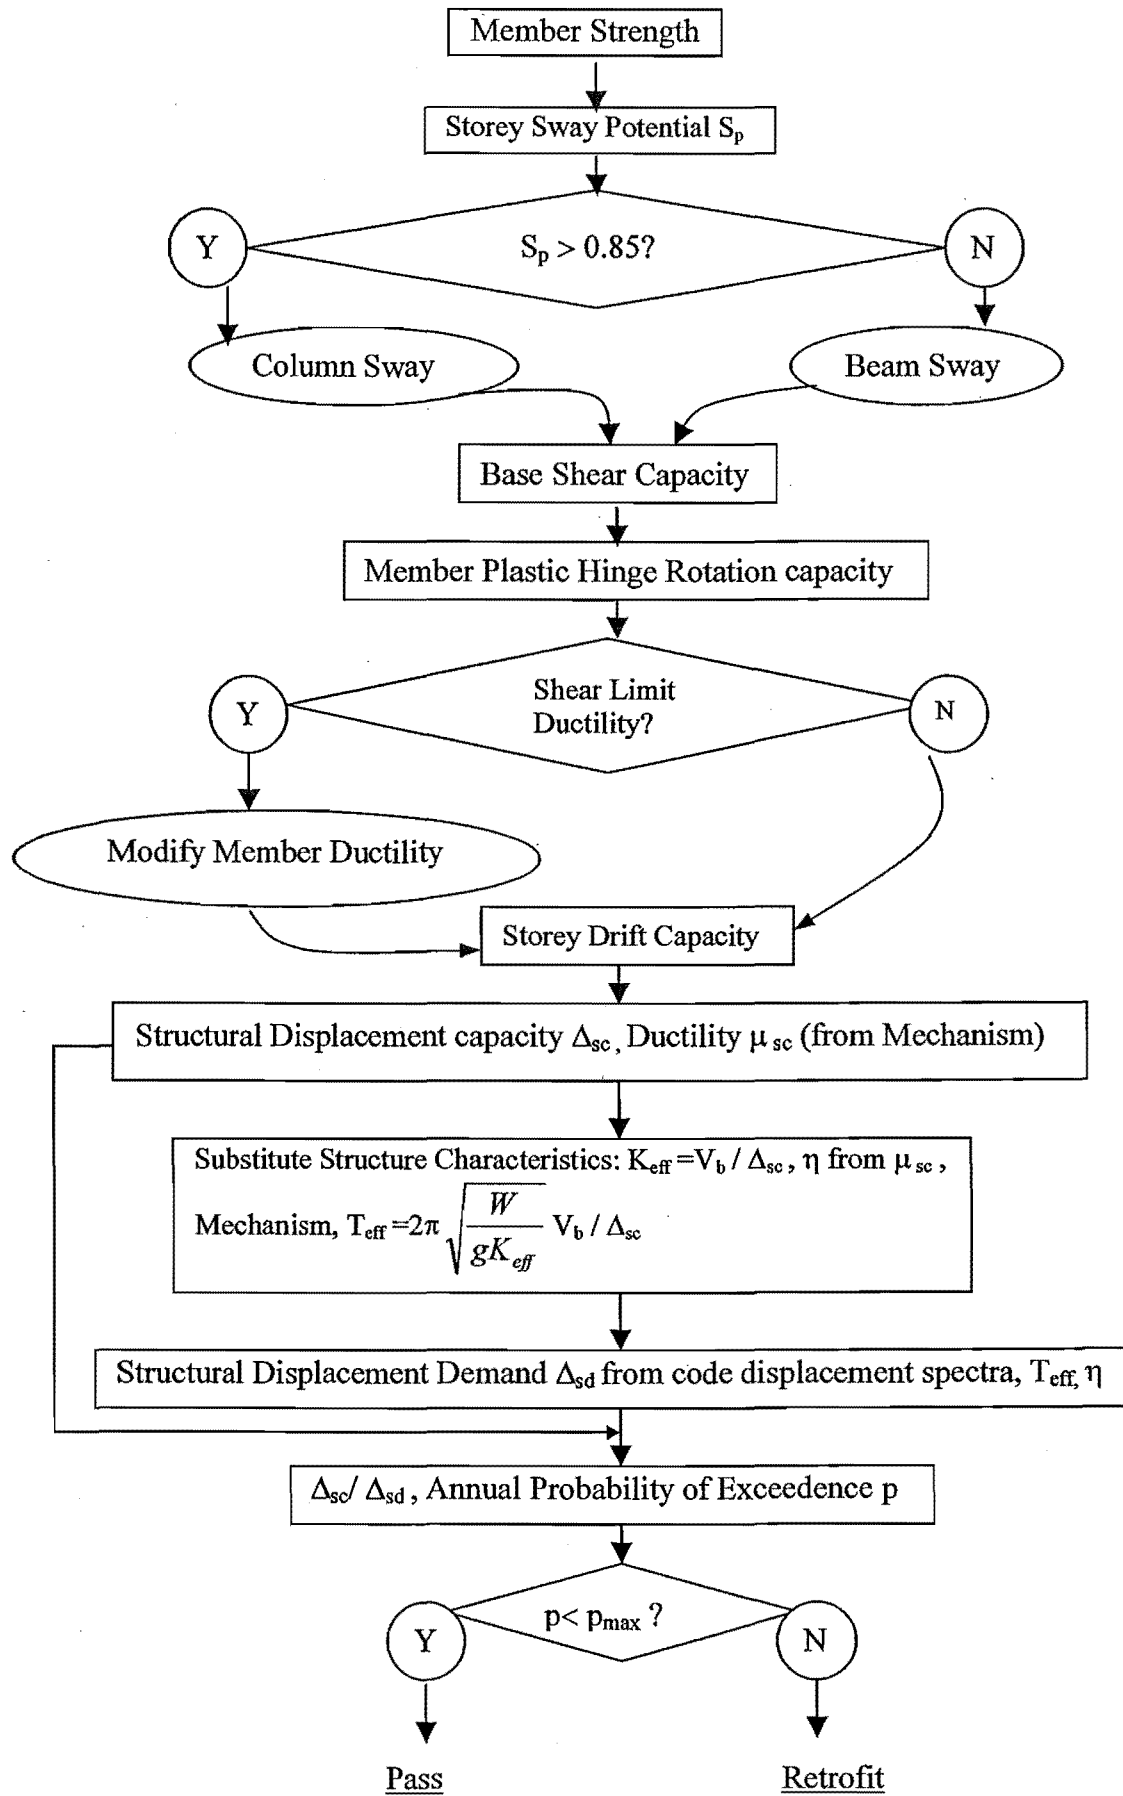 Member Strength
Storey Sway Potential Sₚ
Y
Sₚ > 0.85?
N
Column Sway
Beam Sway
Base Shear Capacity
Member Plastic Hinge Rotation capacity
Y
Shear Limit
Ductility?
N
Modify Member Ductility
Storey Drift Capacity
Structural Displacement capacity Δsc, Ductility μsc (from Mechanism)
Substitute Structure Characteristics: Keff =Vb / Δsc, η from μsc,
Mechanism, Teff =2π √(W / gKeff) Vb / Δsc
Structural Displacement Demand Δsd from code displacement spectra, Teff, η
Δsc/ Δsd, Annual Probability of Exceedence p
Y
p< pmax ?
N
Pass
Retrofit